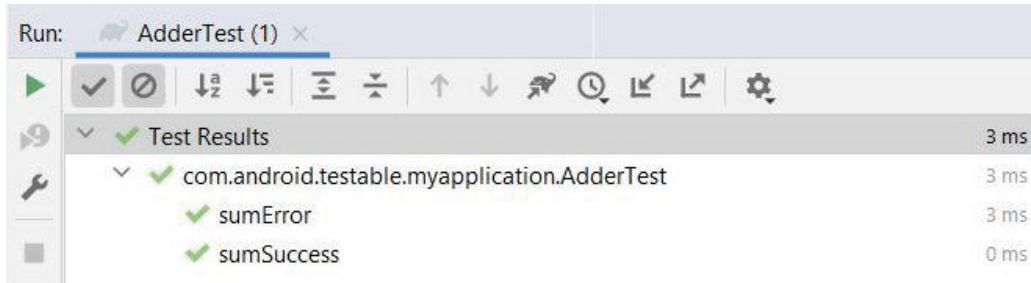 Run: AdderTest (1)
Test Results 3 ms
com.android.testable.myapplication.AdderTest 3 ms
sumError 3 ms
sumSuccess 0 ms